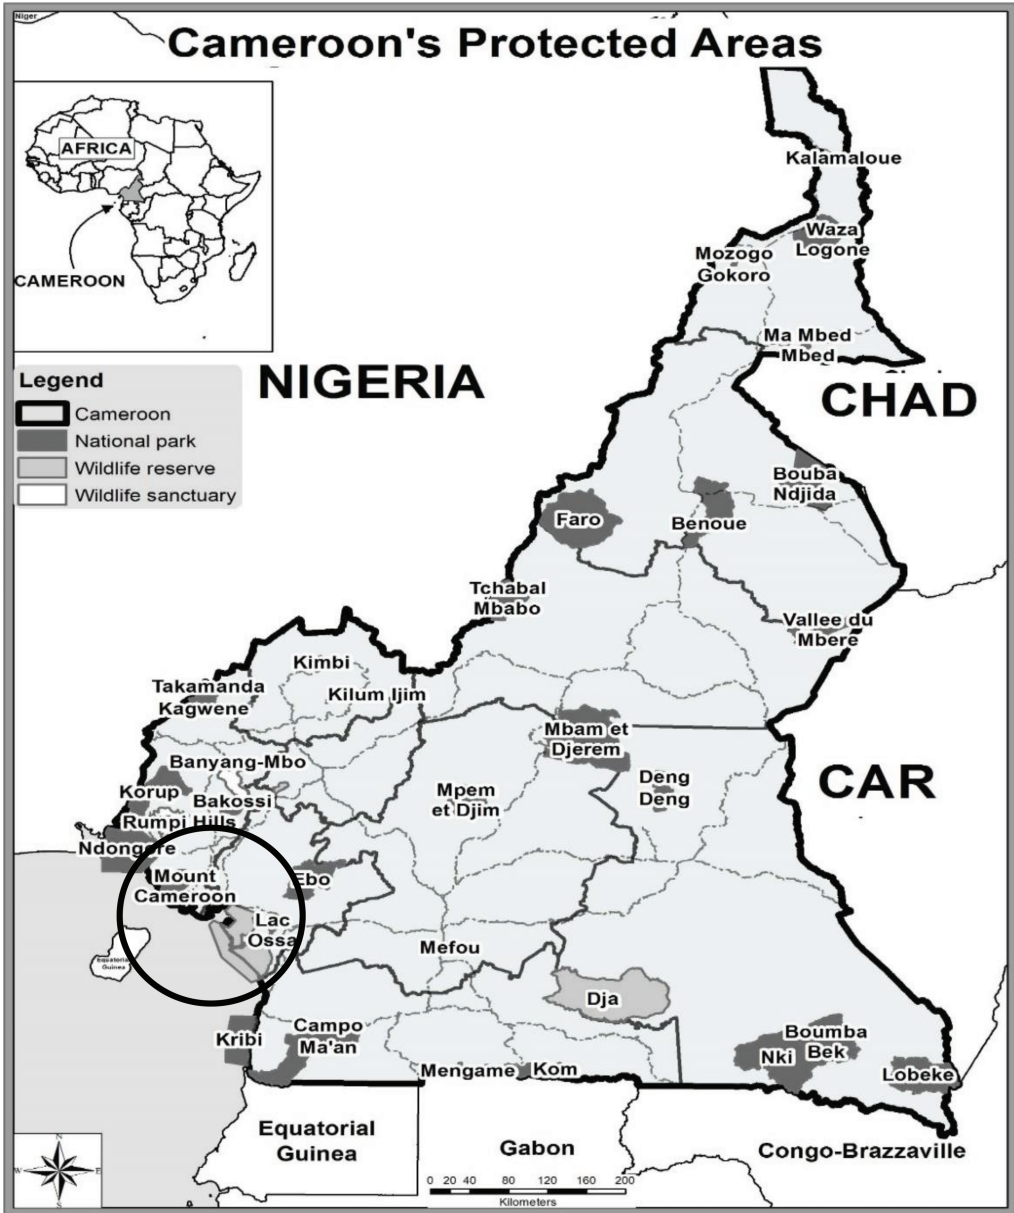 Niger
Cameroon's Protected Areas
AFRICA
CAMEROON
Legend
Cameroon
National park
Wildlife reserve
Wildlife sanctuary
NIGERIA
CHAD
CAR
Kalamaloue
Waza
Logone
Mozogo
Gokoro
Ma Mbed
Mbed
Bouba
Ndjida
Faro
Benoue
Tchabal
Mbabo
Vallee du
Mbere
Kimbi
Kilum Ijim
Takamanda
Kagwene
Mbam et
Djerem
Banyang-Mbo
Korup
Bakossi
Rumpi Hills
Mpem
et Djim
Deng
Deng
Ndongere
Mount
Cameroon
Ebo
Lac
Ossa
Mefou
Equatorial
Guinea
Dja
Kribi
Campo
Ma'an
Mengame
Kom
Boumba
Bek
Nki
Lobeke
Equatorial
Guinea
Gabon
Congo-Brazzaville
N
W E
S
0 20 40 80 120 160 200
Kilometers